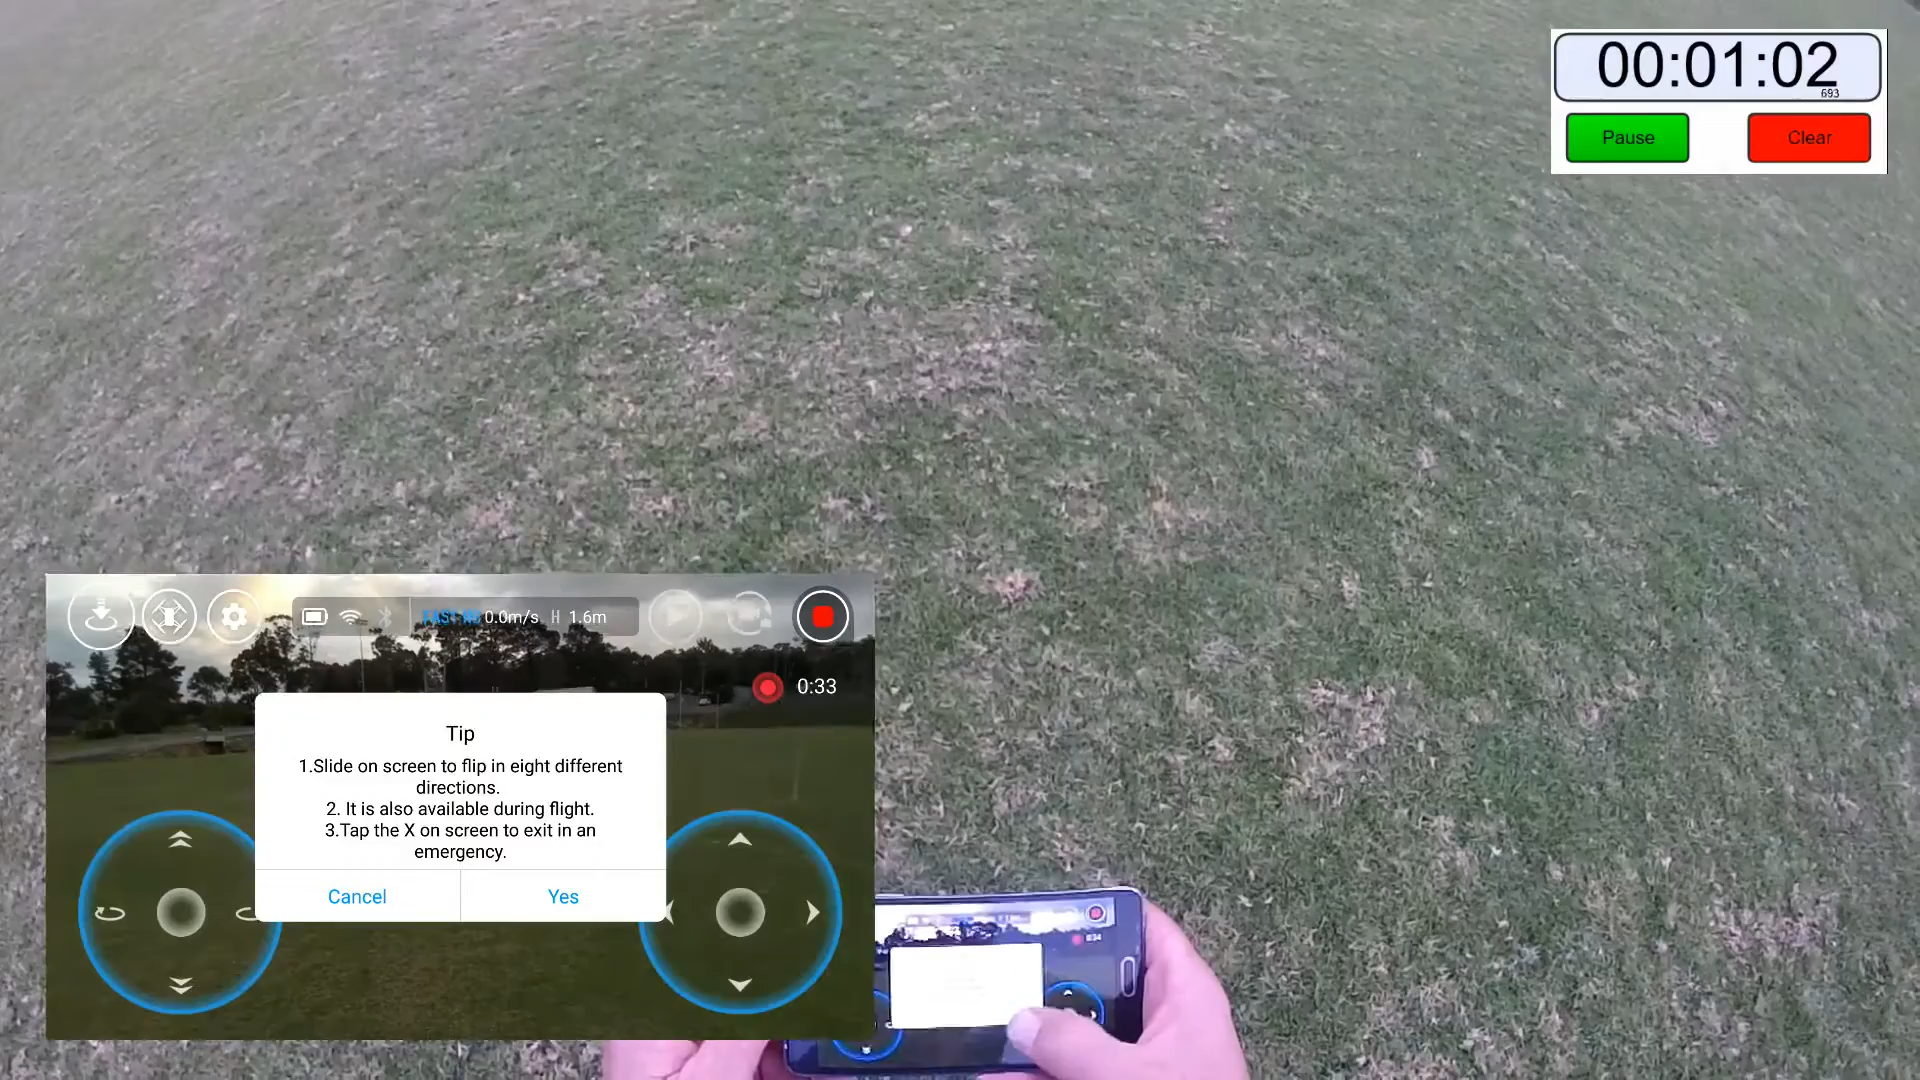 00:01:02
693
Pause
Clear
0.0m/s H 1.6m
0:33
Tip
1.Slide on screen to flip in eight different
directions.
2. It is also available during flight.
3.Tap the X on screen to exit in an
emergency.
Cancel
Yes